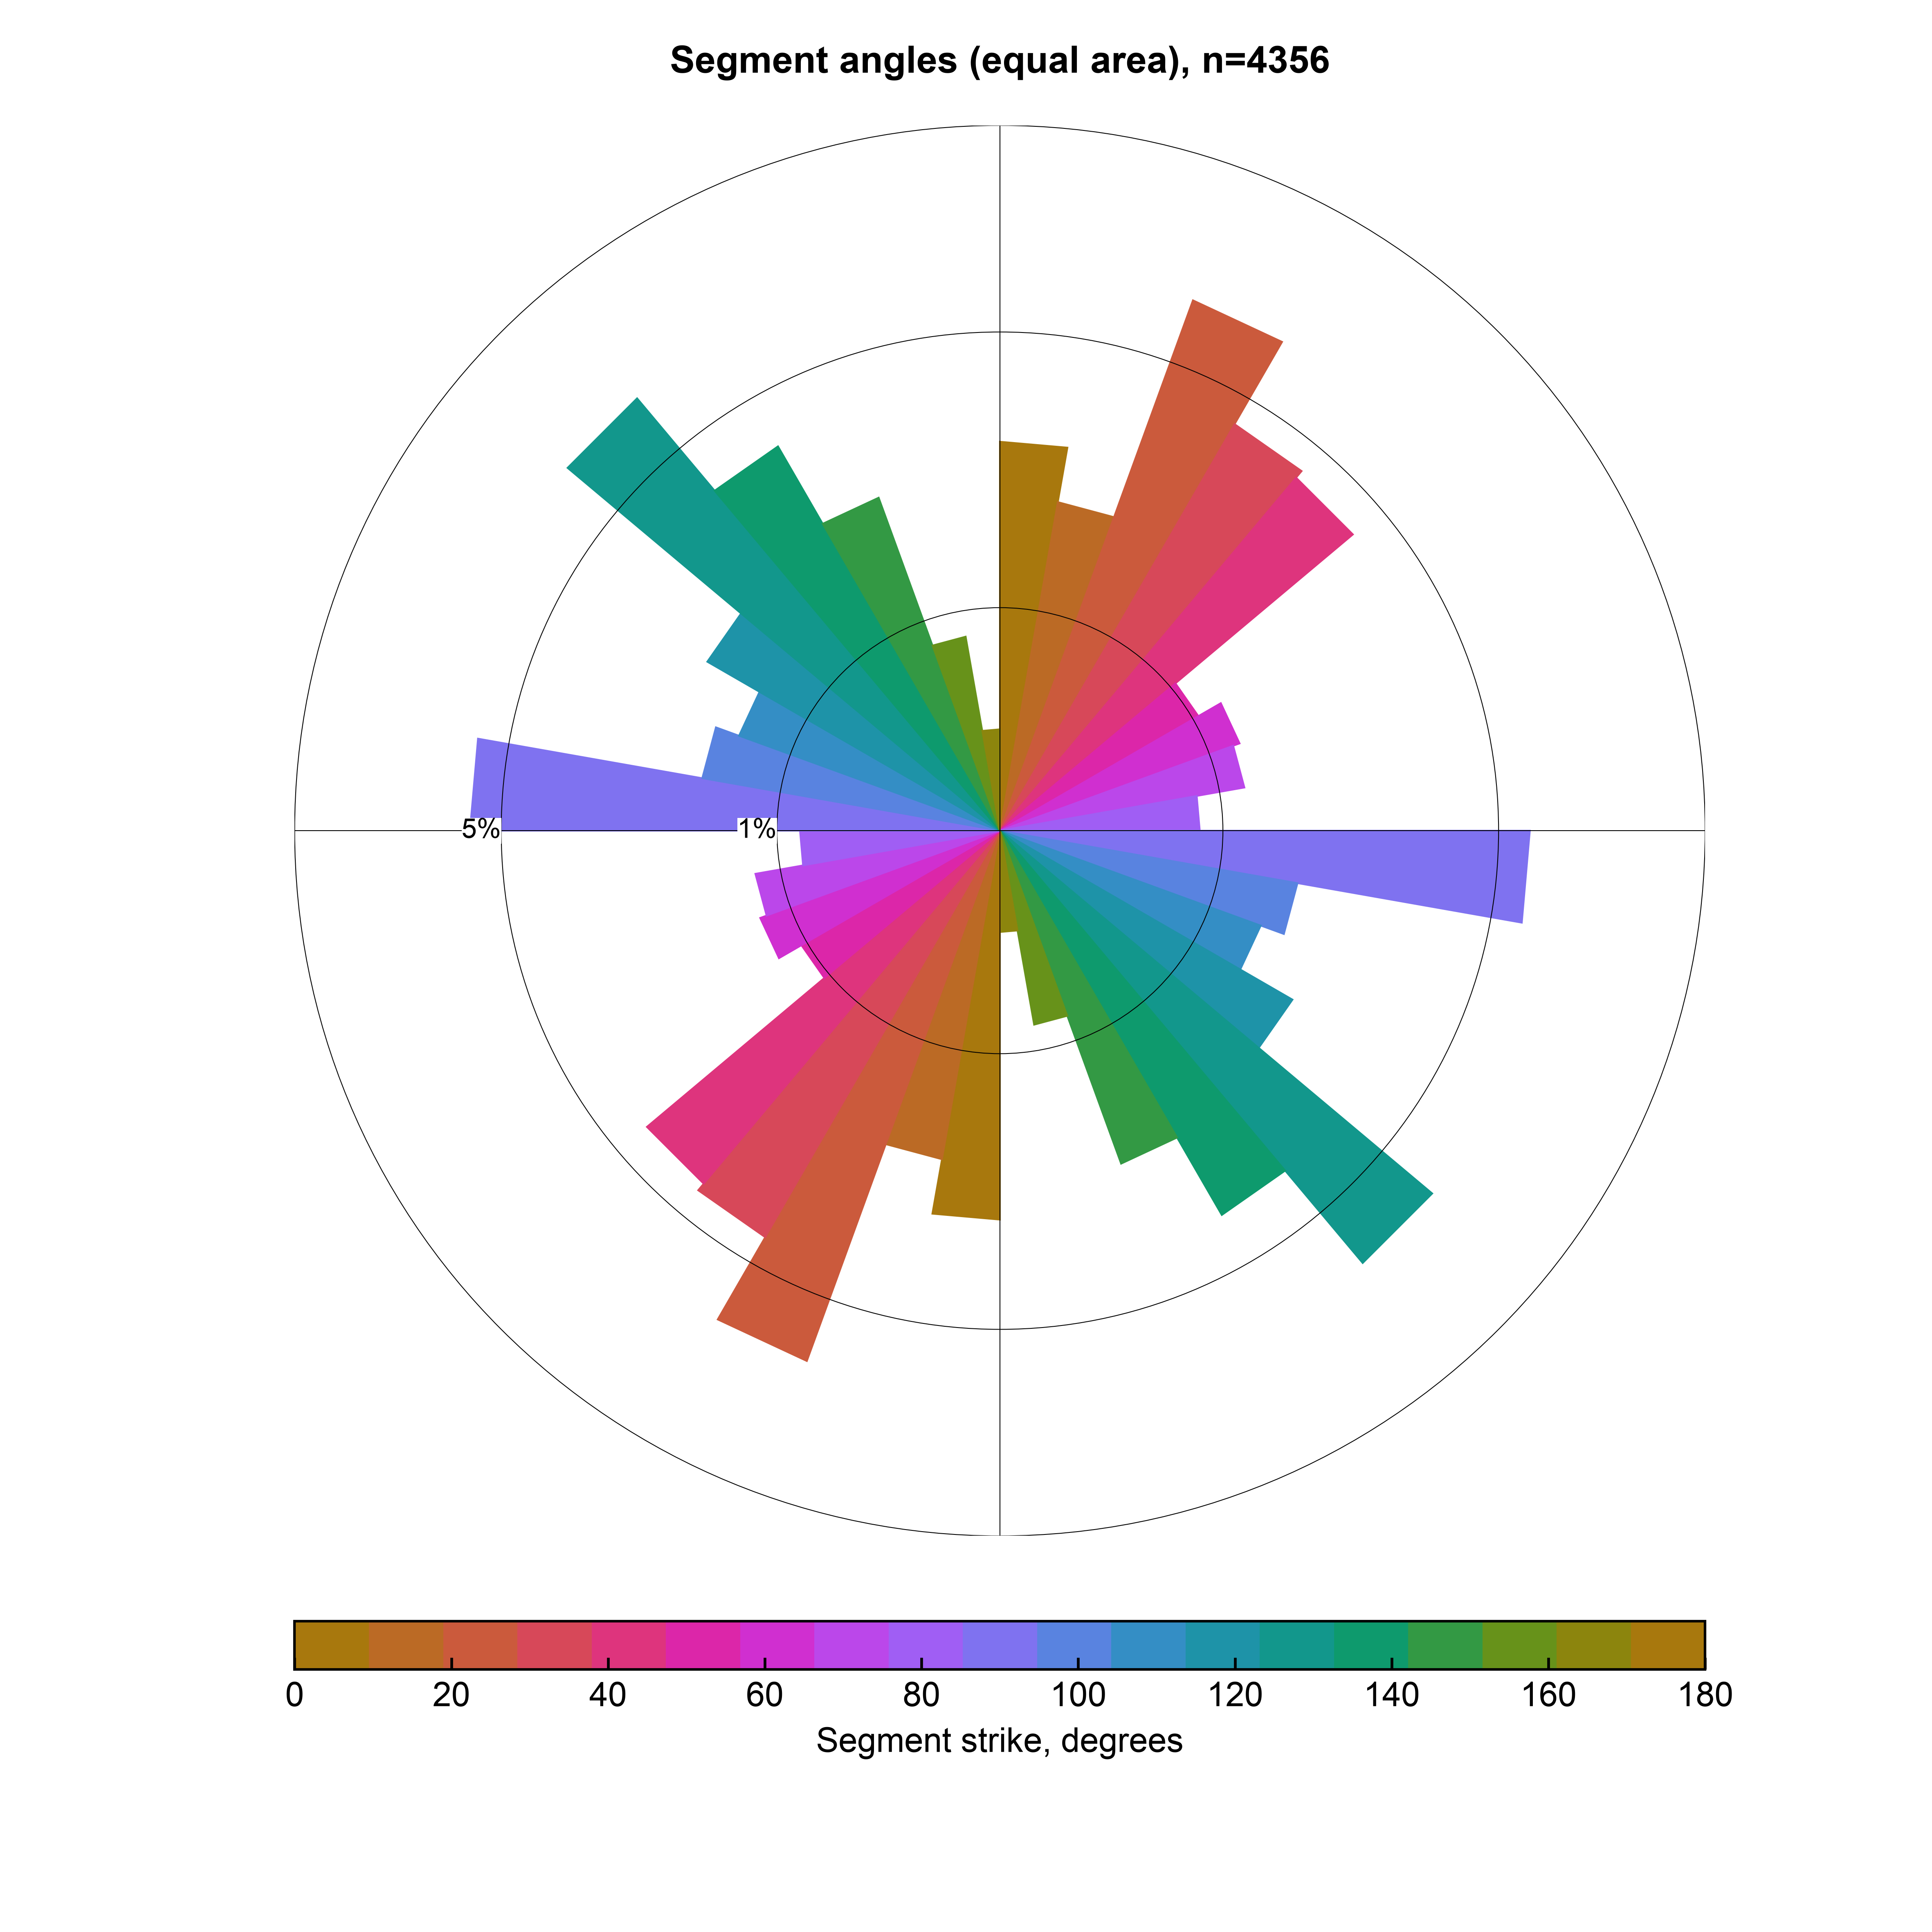 Segment angles (equal area), n=4356
5% 1%
0 20 40 60 80 100 120 140 160 180
Segment strike, degrees